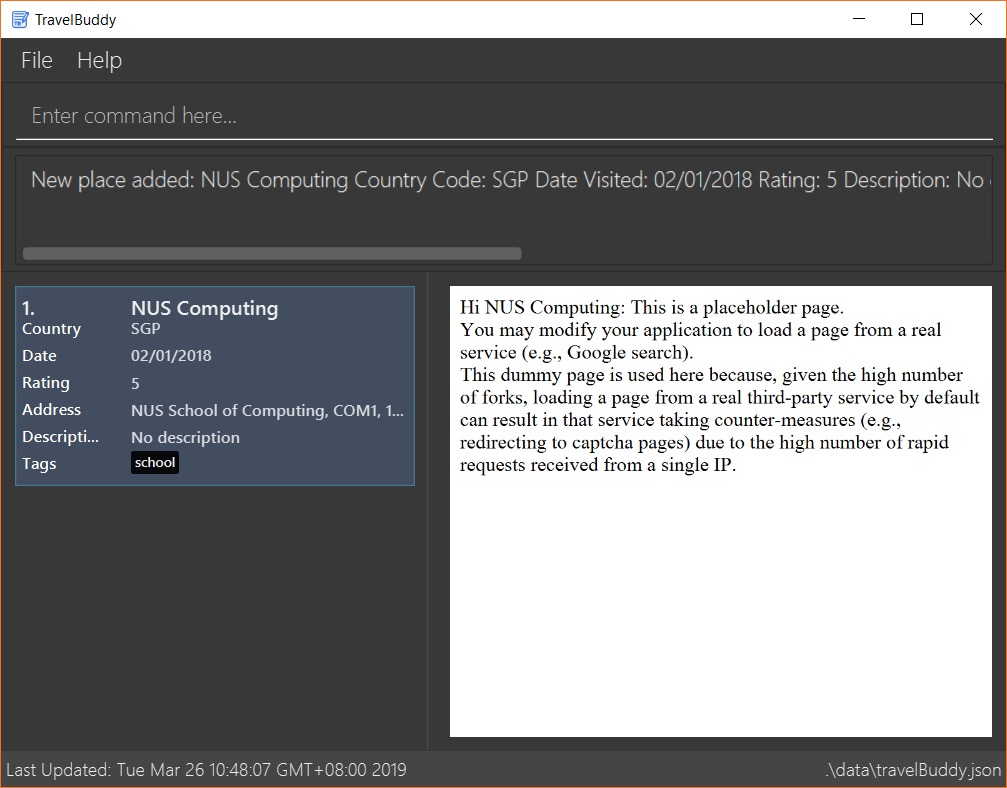 TravelBuddy
File Help
Enter command here...
New place added: NUS Computing Country Code: SGP Date Visited: 02/01/2018 Rating: 5 Description: No
1. NUS Computing
Country SGP
Date 02/01/2018
Rating 5
Address NUS School of Computing, COM1, 1...
Descripti... No description
Tags school
Hi NUS Computing: This is a placeholder page.
You may modify your application to load a page from a real
service (e.g., Google search).
This dummy page is used here because, given the high number
of forks, loading a page from a real third-party service by default
can result in that service taking counter-measures (e.g.,
redirecting to captcha pages) due to the high number of rapid
requests received from a single IP.
Last Updated: Tue Mar 26 10:48:07 GMT+08:00 2019
.\data\travelBuddy.json